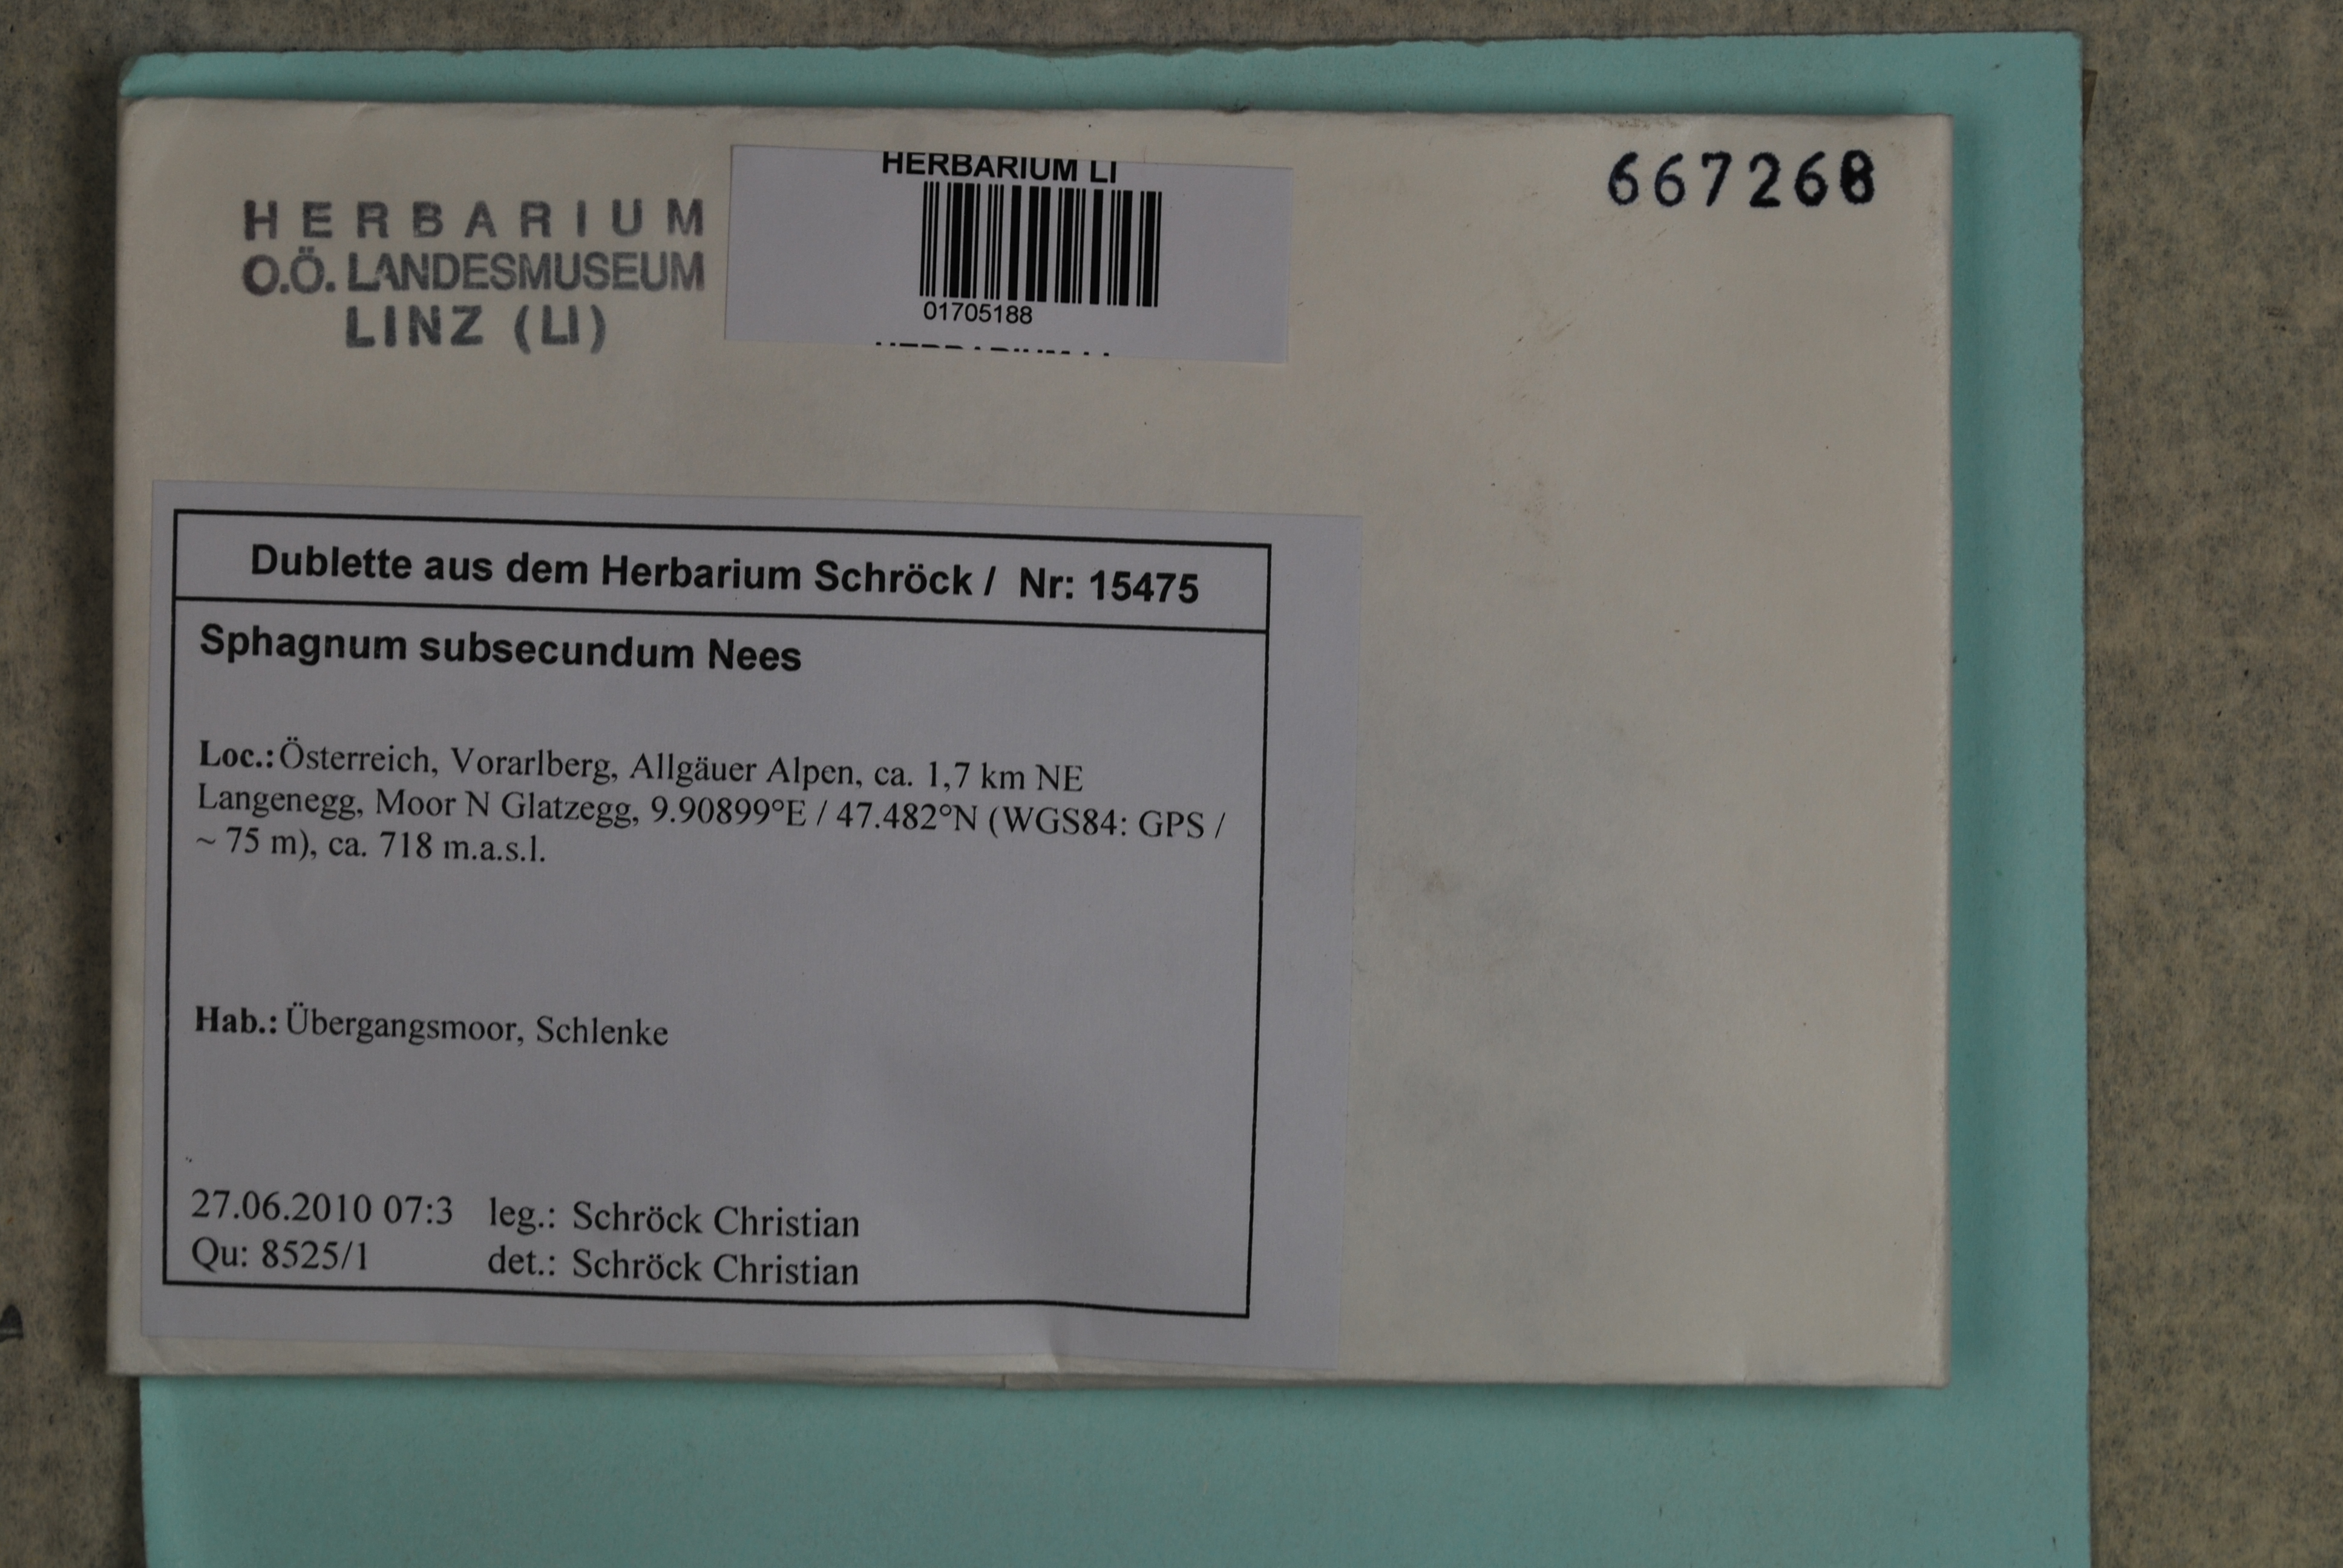 HERBARIUM
O.Ö. LANDESMUSEUM
LINZ (LI)
HERBARIUM LI
01705188
667268
Dublette aus dem Herbarium Schröck / Nr: 15475
Sphagnum subsecundum Nees
Loc.: Österreich, Vorarlberg, Allgäuer Alpen, ca. 1,7 km NE
Langenegg, Moor N Glatzegg, 9.90899°E / 47.482°N (WGS84: GPS /
~ 75 m), ca. 718 m.a.s.l.
Hab.: Übergangsmoor, Schlenke
27.06.2010 07:3 leg.: Schröck Christian
Qu: 8525/1 det.: Schröck Christian